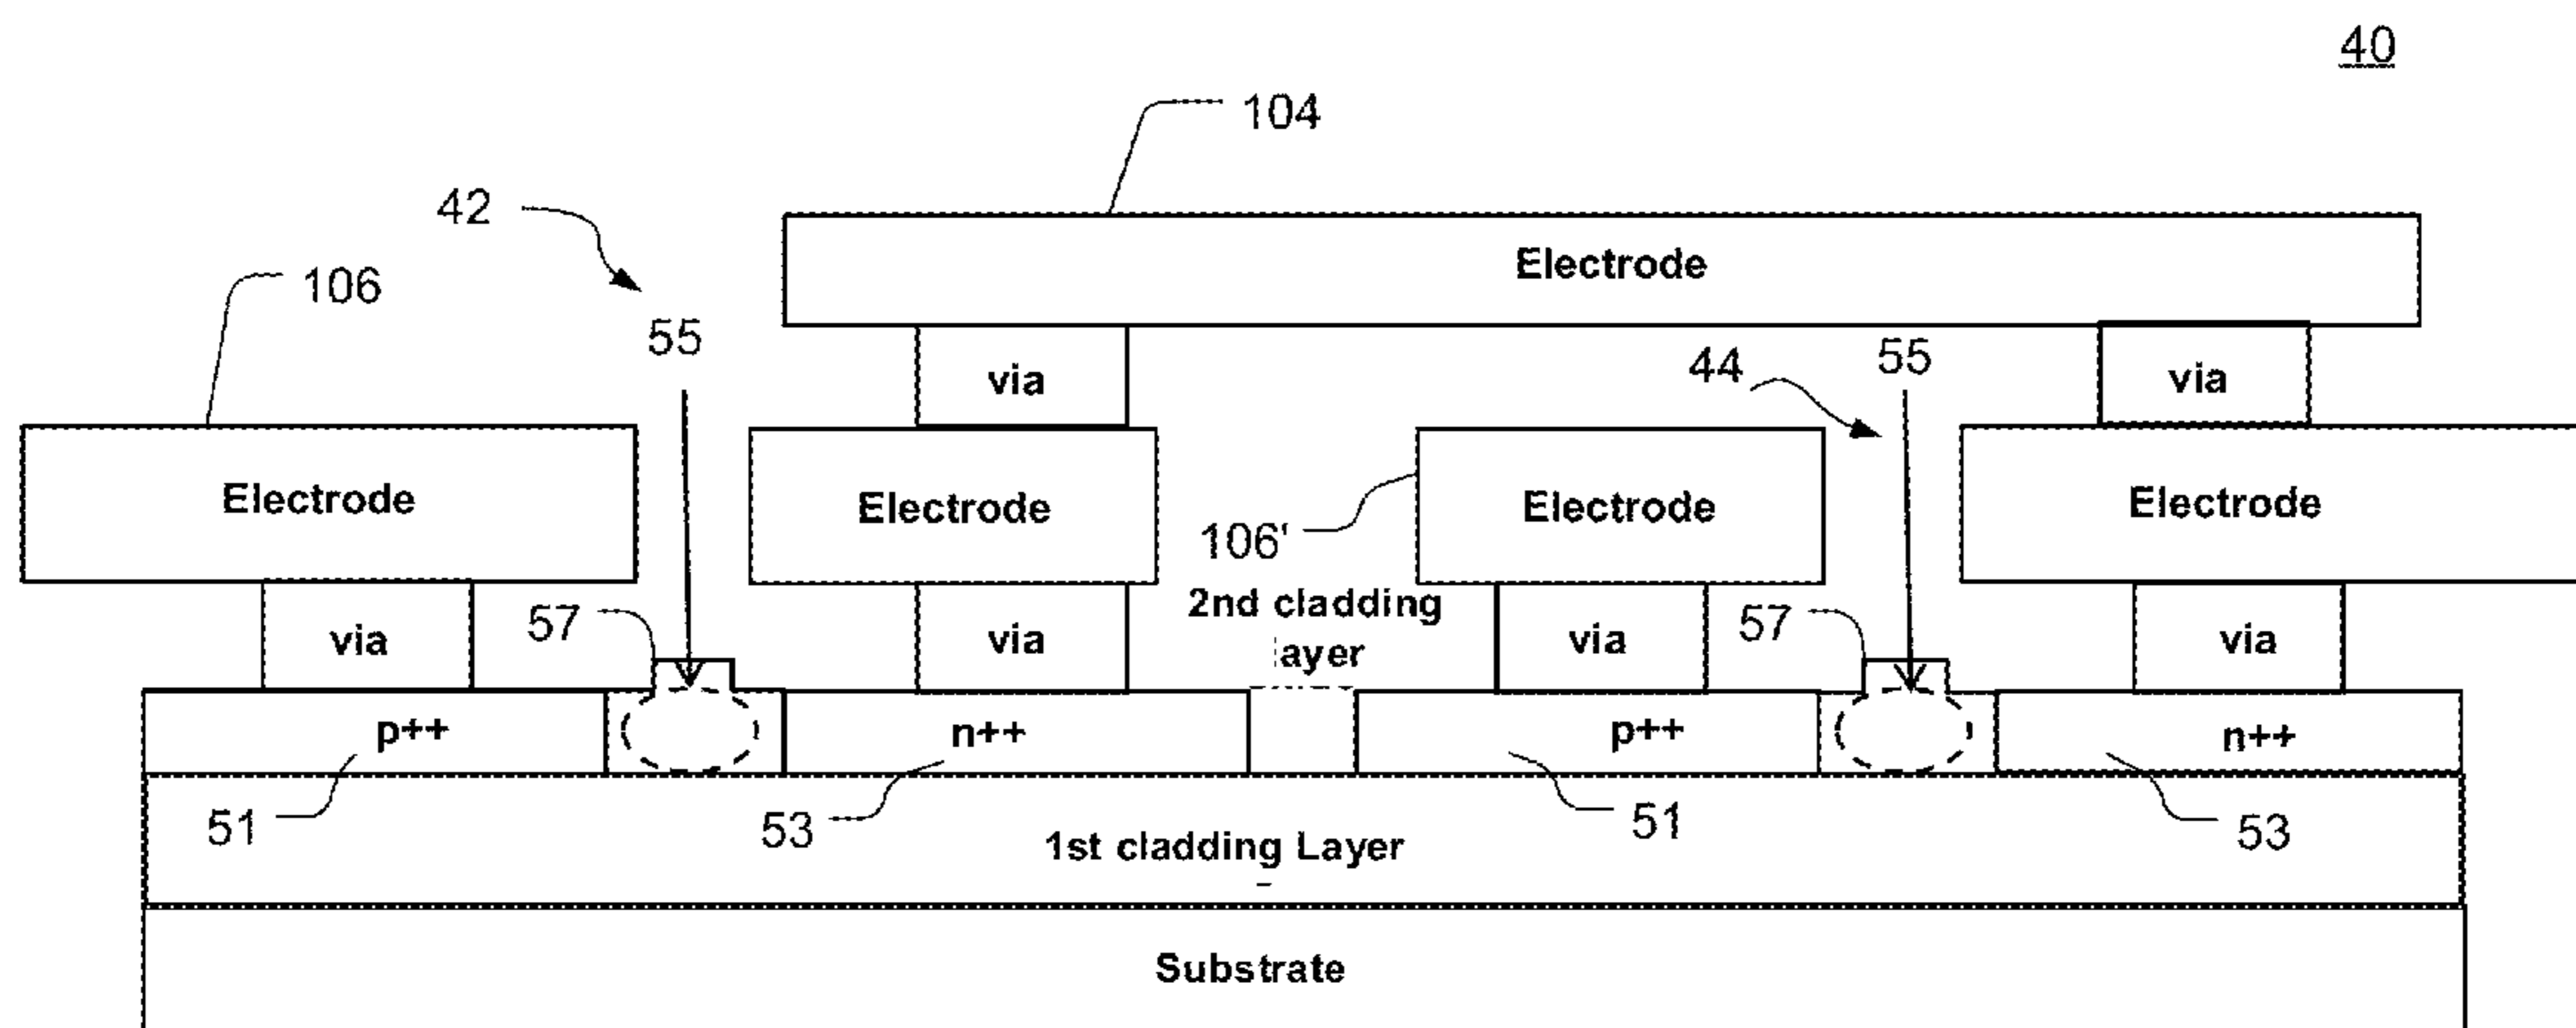 40
104
42
Electrode
106
55
55
44
via
via
Electrode
Electrode
Electrode
Electrode
106'
2nd cladding
layer
57
57
via
via
via
via
p++
n++
p++
n++
51
53
51
53
1st cladding Layer
Substrate